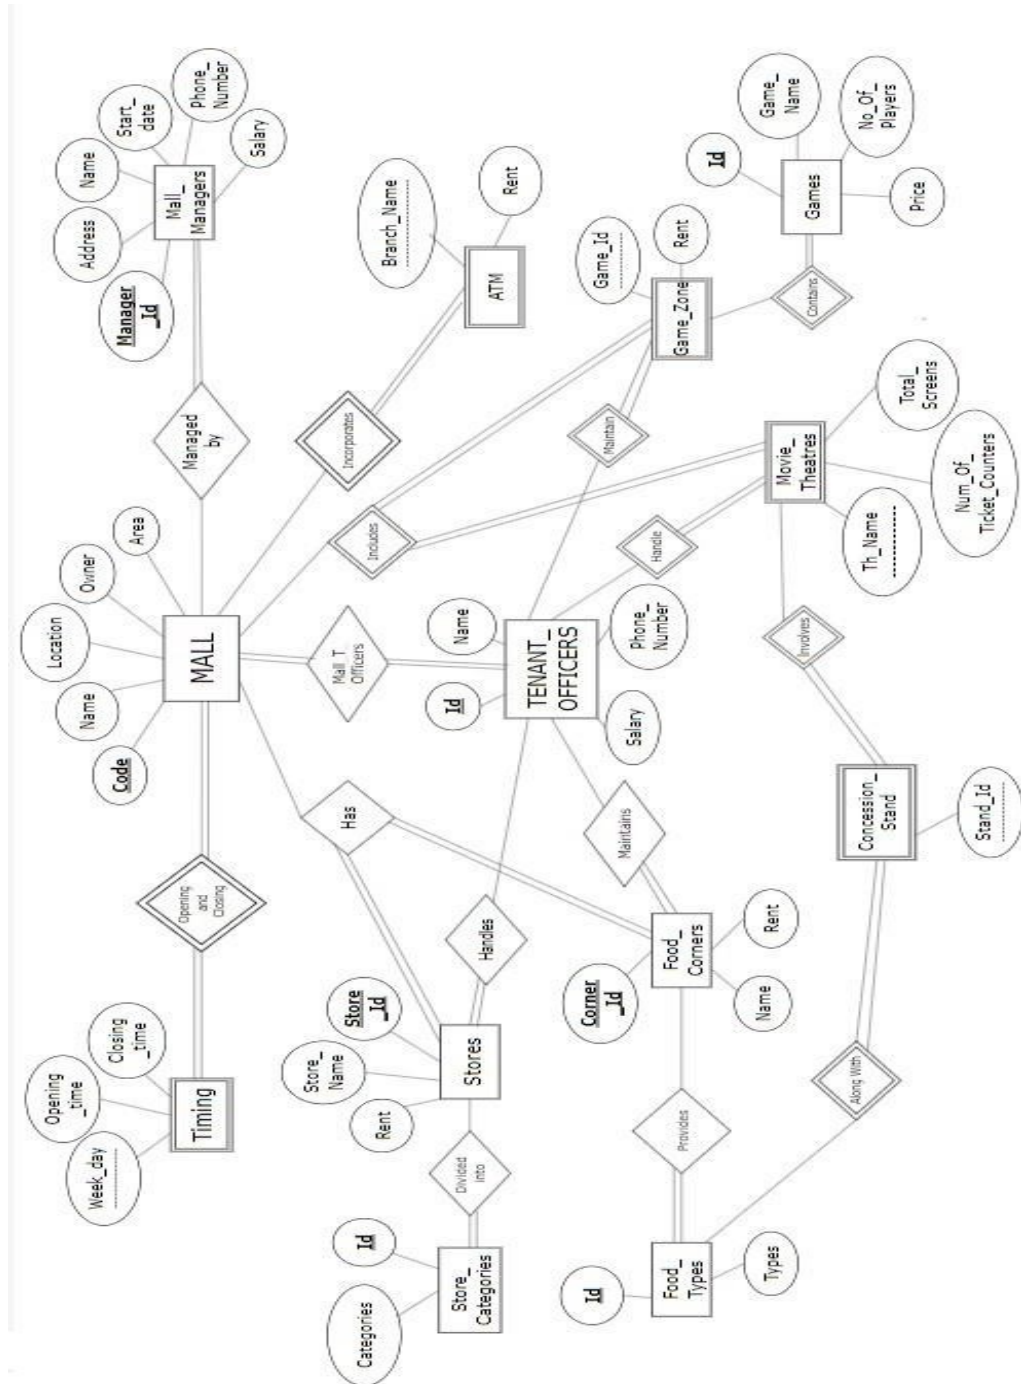 Week_day
Opening
_time
Closing
_time
Timing
Opening
and
Closing
Code
Name
Location
Owner
Area
MALL
Managed
by
Manager
_Id
Address
Name
Start_
date
Phone_
Number
Salary
Mall_
Managers
Categories
Id
Store_
Categories
Divided
into
Rent
Store_
Name
Store
_Id
Stores
Handles
Has
Mall_T
Officers
Includes
Incorporates
Branch_Name
Rent
ATM
Id
Name
TENANT_
OFFICERS
Salary
Phone_
Number
Maintains
Handle
Maintain
Game_Id
Rent
Game_Zone
Contains
Id
Game_
Name
No_Of_
Players
Price
Games
Id
Types
Food_
Types
Provides
Corner
_Id
Food_
Corners
Name
Rent
Along With
Concession_
Stand
Stand_Id
Involves
Movie_
Theatres
Th_Name
Num_Of_
Ticket_Counters
Total_
Screens